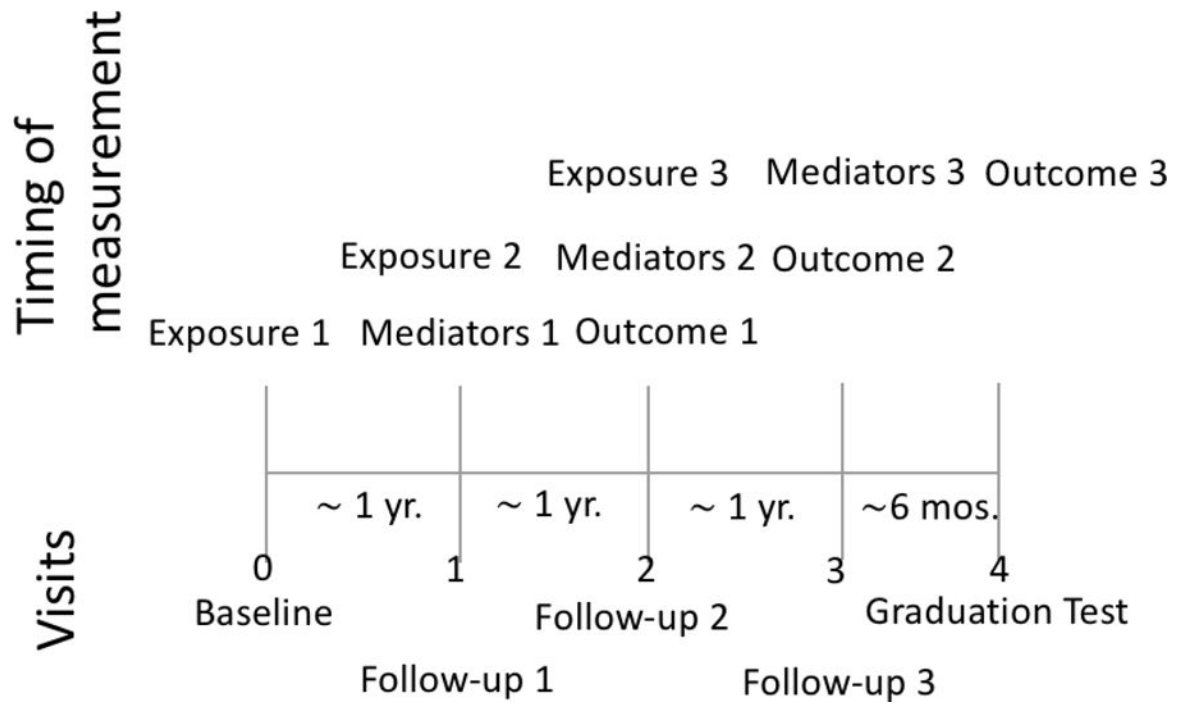 Timing of
measurement
Exposure 3 Mediators 3 Outcome 3
Exposure 2 Mediators 2 Outcome 2
Exposure 1 Mediators 1 Outcome 1
~ 1 yr. ~ 1 yr. ~ 1 yr. ~6 mos.
Visits
0 1 2 3 4
Baseline Follow-up 2 Graduation Test
Follow-up 1 Follow-up 3